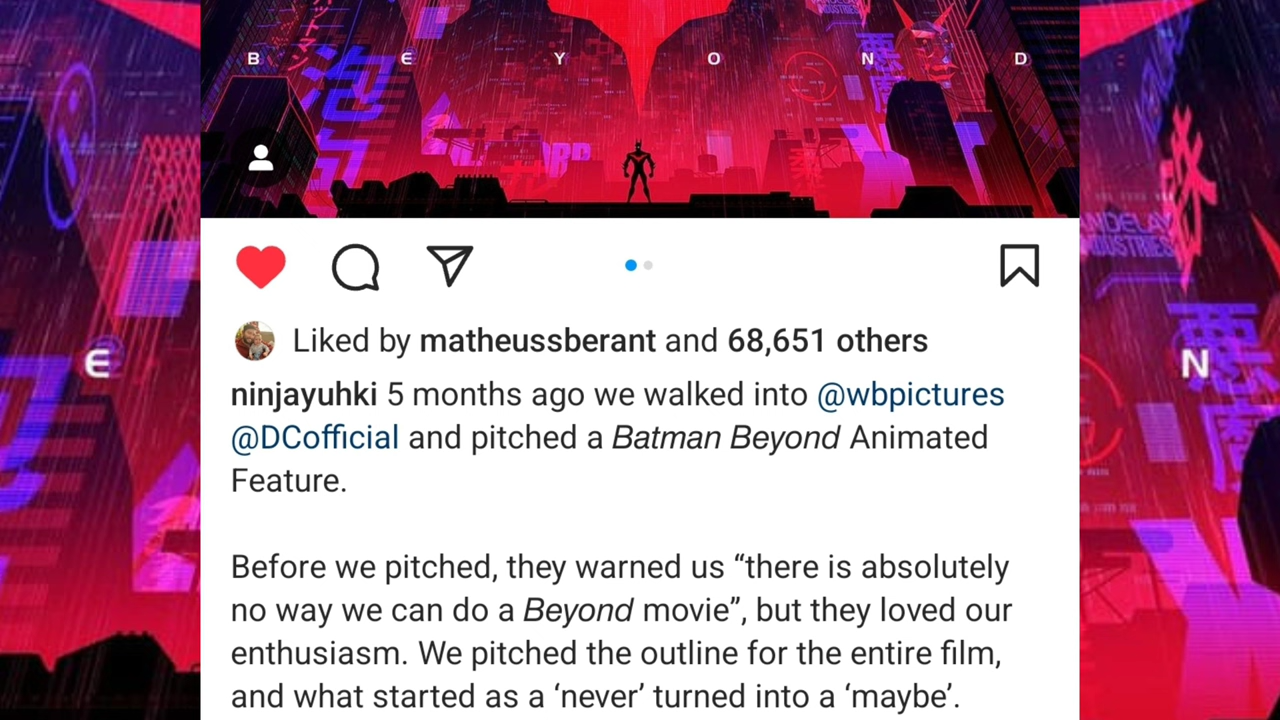 B E Y O N D
泡
Liked by matheussberant and 68,651 others
ninjayuhki 5 months ago we walked into @wbpictures
@DCofficial and pitched a Batman Beyond Animated
Feature.
Before we pitched, they warned us “there is absolutely
no way we can do a Beyond movie”, but they loved our
enthusiasm. We pitched the outline for the entire film,
and what started as a ‘never’ turned into a ‘maybe’.
E
N
INDUSTRIES